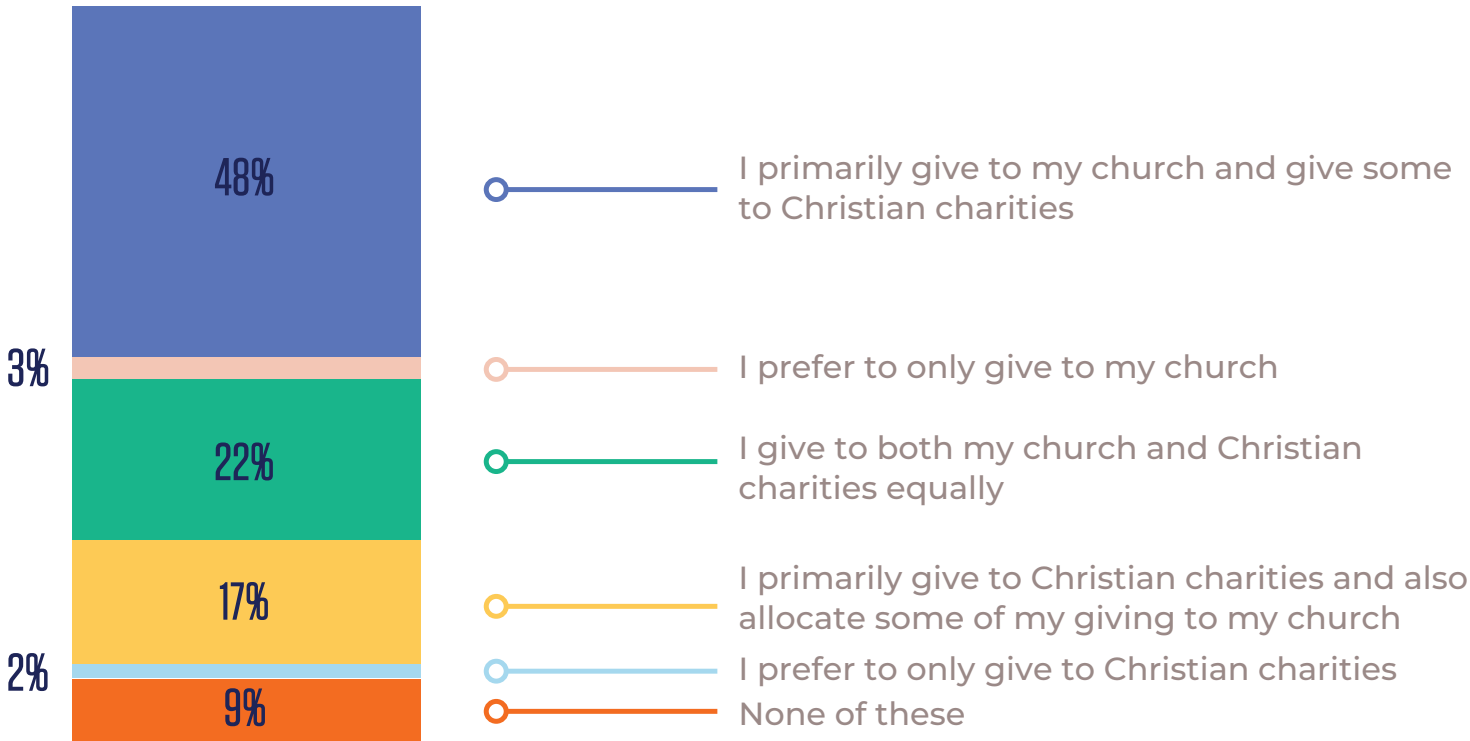 48%
I primarily give to my church and give some
to Christian charities
3%
I prefer to only give to my church
22%
I give to both my church and Christian
charities equally
17%
I primarily give to Christian charities and also
allocate some of my giving to my church
2%
I prefer to only give to Christian charities
9%
None of these